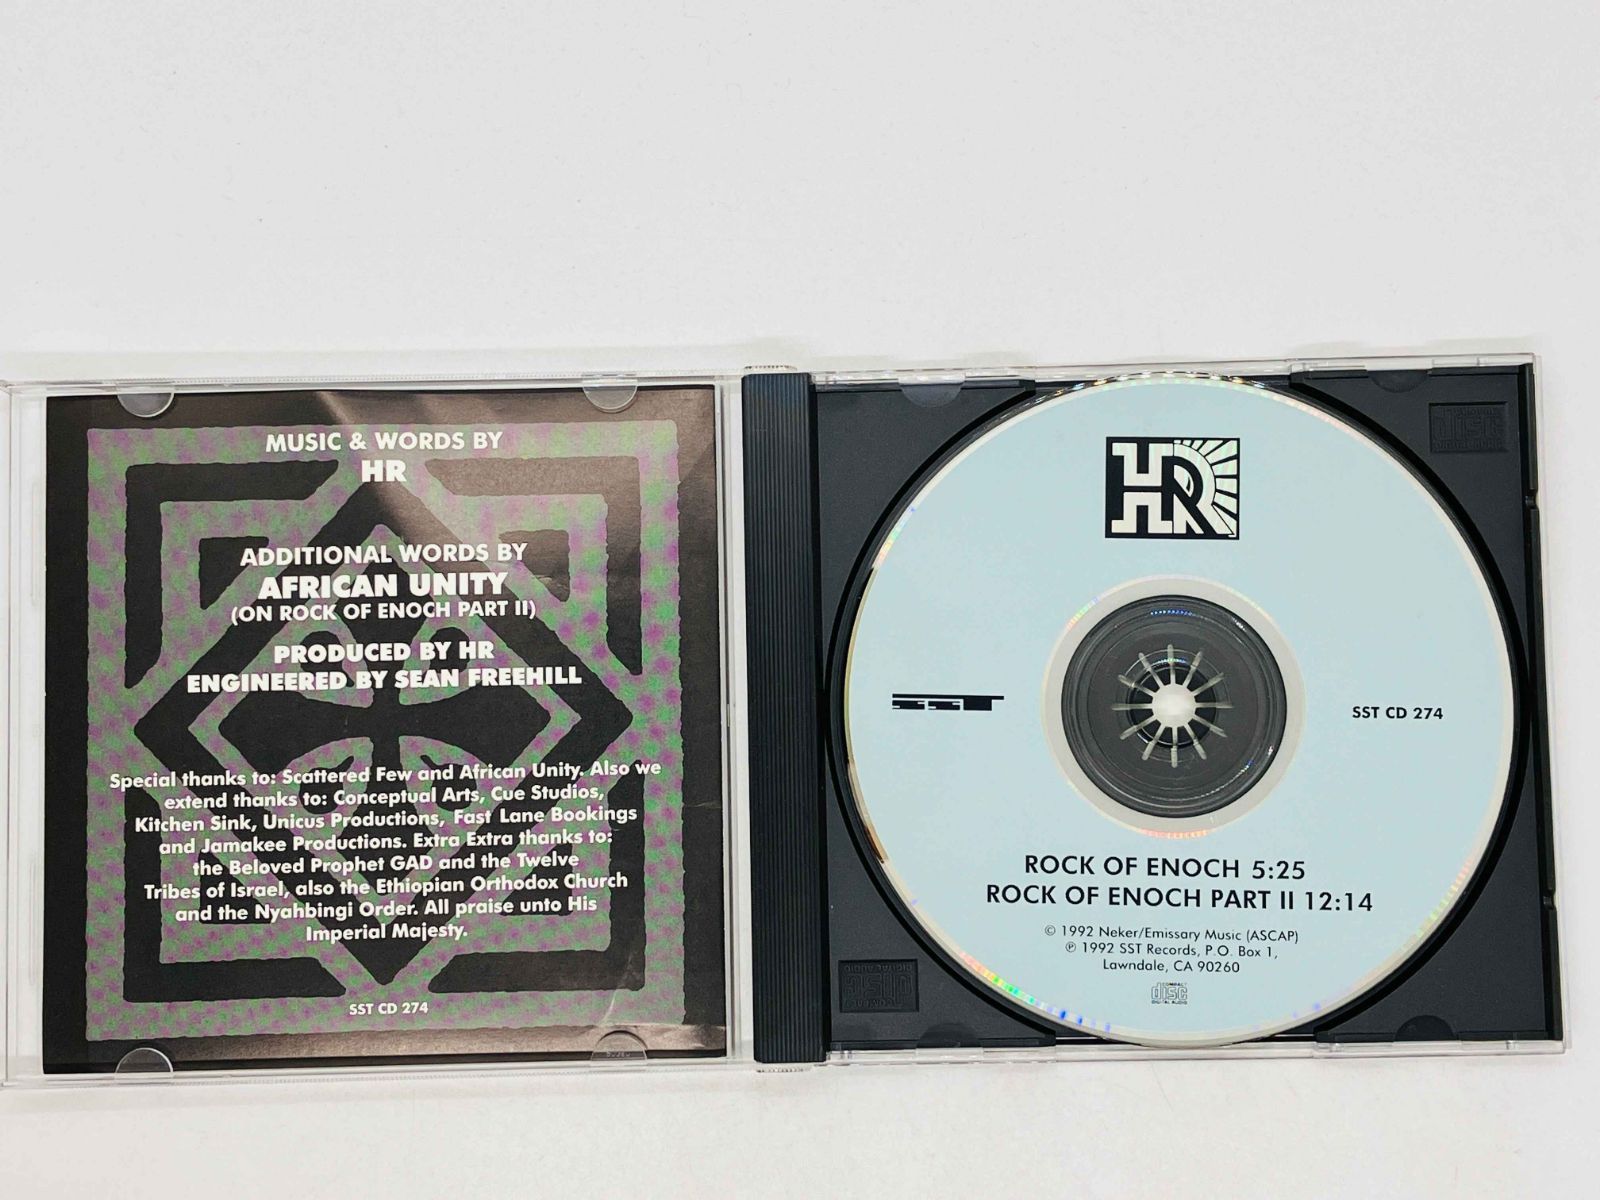 MUSIC & WORDS BY
HR
ADDITIONAL WORDS BY
AFRICAN UNITY
(ON ROCK OF ENOCH PART II)
PRODUCED BY HR
ENGINEERED BY SEAN FREEHILL
Special thanks to: Scattered Few and African Unity. Also we
extend thanks to: Conceptual Arts, Cue Studios,
Kitchen Sink, Unicus Productions, Fast Lane Bookings
and Jamakee Productions. Extra Extra thanks to:
the Beloved Prophet GAD and the Twelve
Tribes of Israel, also the Ethiopian Orthodox Church
and the Nyahbingi Order. All praise unto His
Imperial Majesty.
SST CD 274
HR
SST
SST CD 274
ROCK OF ENOCH 5:25
ROCK OF ENOCH PART II 12:14
© 1992 Neker/Emissary Music (ASCAP)
℗ 1992 SST Records, P.O. Box 1,
Lawndale, CA 90260
COMPACT
disc
DIGITAL AUDIO